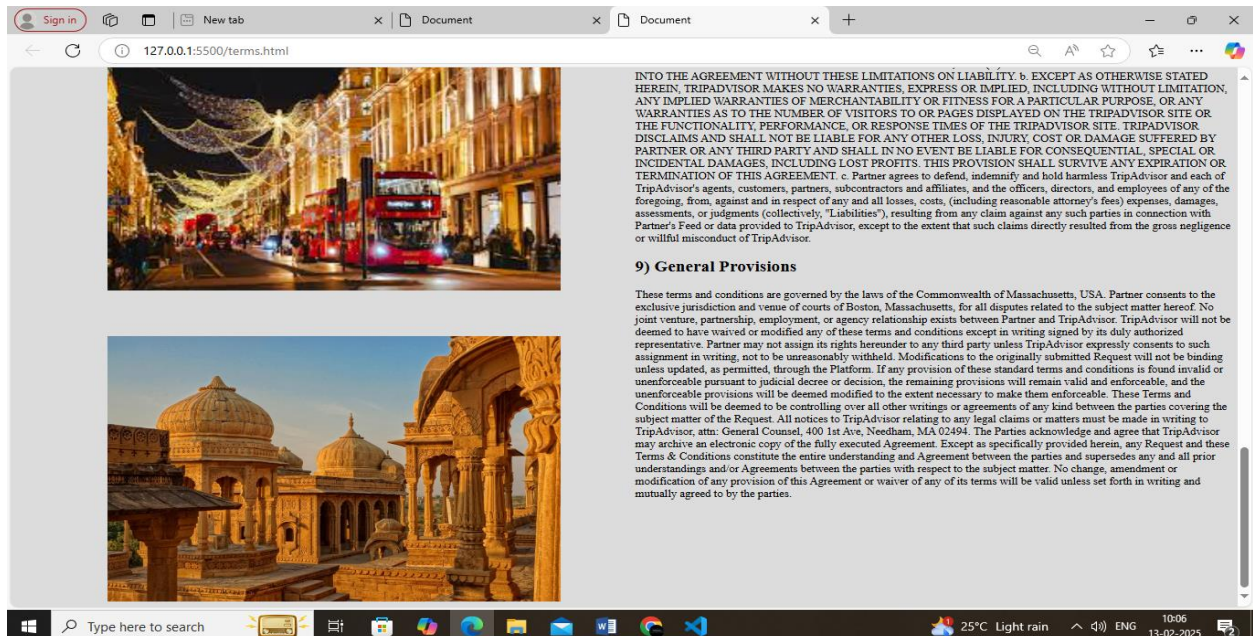 Sign in
New tab
Document
Document
127.0.0.1:5500/terms.html
INTO THE AGREEMENT WITHOUT THESE LIMITATIONS ON LIABILITY. b. EXCEPT AS OTHERWISE STATED
HEREIN, TRIPADVISOR MAKES NO WARRANTIES, EXPRESS OR IMPLIED, INCLUDING WITHOUT LIMITATION,
ANY IMPLIED WARRANTIES OF MERCHANTABILITY OR FITNESS FOR A PARTICULAR PURPOSE, OR ANY
WARRANTIES AS TO THE NUMBER OF VISITORS TO OR PAGES DISPLAYED ON THE TRIPADVISOR SITE OR
THE FUNCTIONALITY, PERFORMANCE, OR RESPONSE TIMES OF THE TRIPADVISOR SITE. TRIPADVISOR
DISCLAIMS AND SHALL NOT BE LIABLE FOR ANY OTHER LOSS, INJURY, COST OR DAMAGE SUFFERED BY
PARTNER OR ANY THIRD PARTY AND SHALL IN NO EVENT BE LIABLE FOR CONSEQUENTIAL, SPECIAL OR
INCIDENTAL DAMAGES, INCLUDING LOST PROFITS. THIS PROVISION SHALL SURVIVE ANY EXPIRATION OR
TERMINATION OF THIS AGREEMENT. c. Partner agrees to defend, indemnify and hold harmless TripAdvisor and each of
TripAdvisor's agents, customers, partners, subcontractors and affiliates, and the officers, directors, and employees of any of the
foregoing, from, against and in respect of any and all losses, costs, (including reasonable attorney's fees) expenses, damages,
assessments, or judgments (collectively, "Liabilities"), resulting from any claim against any such parties in connection with
Partner's Feed or data provided to TripAdvisor, except to the extent that such claims directly resulted from the gross negligence
or willful misconduct of TripAdvisor.
9) General Provisions
These terms and conditions are governed by the laws of the Commonwealth of Massachusetts, USA. Partner consents to the
exclusive jurisdiction and venue of courts of Boston, Massachusetts, for all disputes related to the subject matter hereof. No
joint venture, partnership, employment, or agency relationship exists between Partner and TripAdvisor. TripAdvisor will not be
deemed to have waived or modified any of these terms and conditions except in writing signed by its duly authorized
representative. Partner may not assign its rights hereunder to any third party unless TripAdvisor expressly consents to such
assignment in writing, not to be unreasonably withheld. Modifications to the originally submitted Request will not be binding
unless updated, as permitted, through the Platform. If any provision of these standard terms and conditions is found invalid or
unenforceable pursuant to judicial decree or decision, the remaining provisions will remain valid and enforceable, and the
unenforceable provisions will be deemed modified to the extent necessary to make them enforceable. These Terms and
Conditions will be deemed to be controlling over all other writings or agreements of any kind between the parties covering the
subject matter of the Request. All notices to TripAdvisor relating to any legal claims or matters must be made in writing to
TripAdvisor, attn: General Counsel, 400 1st Ave, Needham, MA 02494. The Parties acknowledge and agree that TripAdvisor
may archive an electronic copy of the fully executed Agreement. Except as specifically provided herein, any Request and these
Terms & Conditions constitute the entire understanding and Agreement between the parties and supersedes any and all prior
understandings and/or Agreements between the parties with respect to the subject matter. No change, amendment or
modification of any provision of this Agreement or waiver of any of its terms will be valid unless set forth in writing and
mutually agreed to by the parties.
Type here to search
25°C Light rain
ENG
10:06
13-02-2025